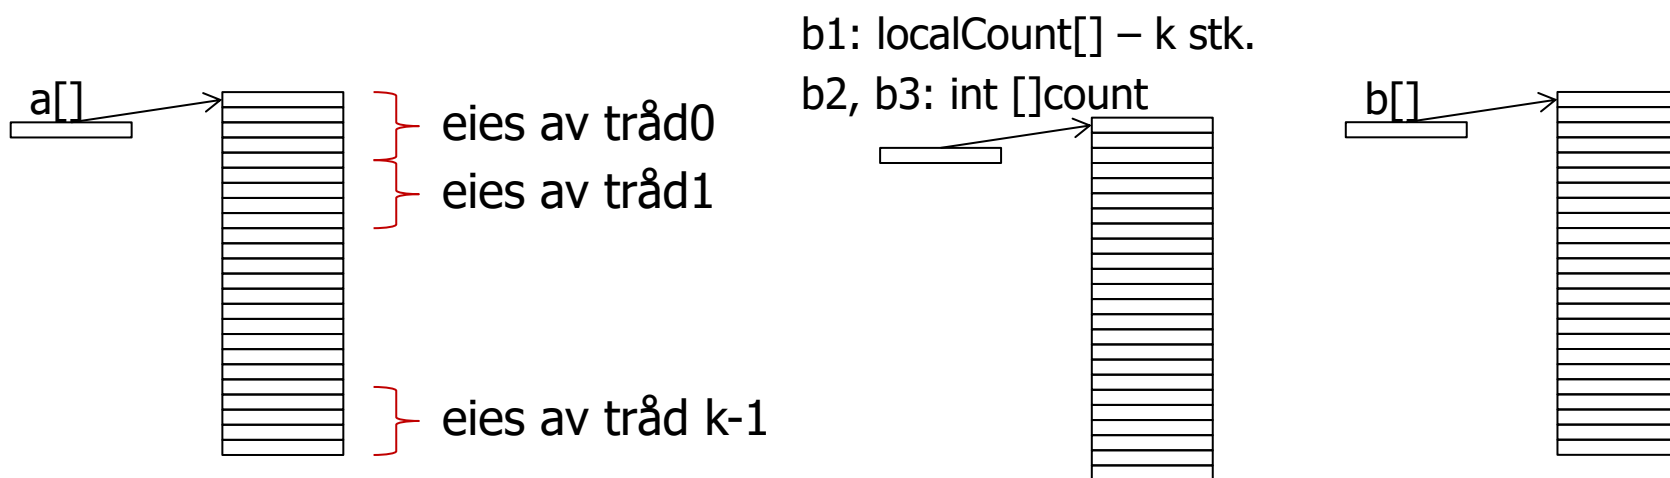 a[]
eies av tråd0
eies av tråd1
eies av tråd k-1
b1: localCount[] – k stk.
b2, b3: int []count
b[]